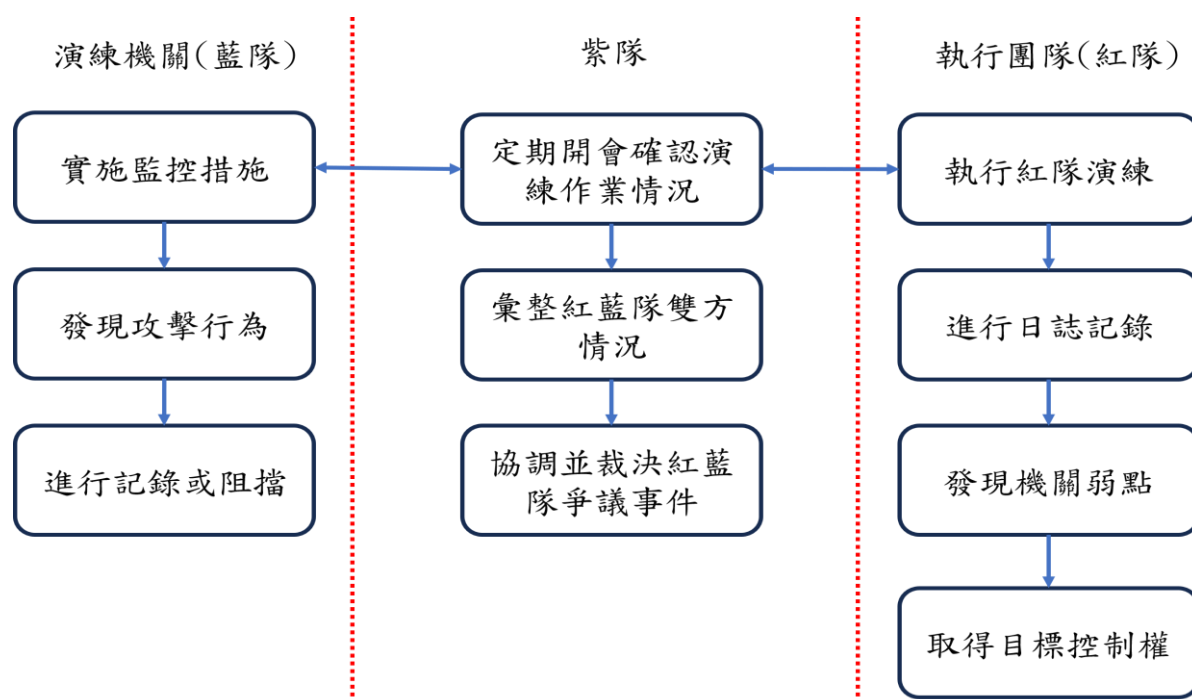 演練機關(藍隊)
實施監控措施
發現攻擊行為
進行記錄或阻擋
紫隊
定期開會確認演
練作業情況
彙整紅藍隊雙方
情況
協調並裁決紅藍
隊爭議事件
執行團隊(紅隊)
執行紅隊演練
進行日誌記錄
發現機關弱點
取得目標控制權